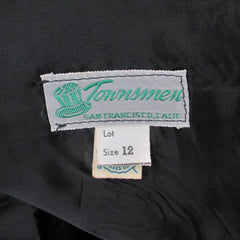 Townsmen
SAN FRANCISCO, CALIF.
Lot
Size 12